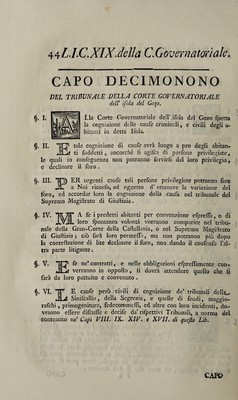 44 L.I.C.XIX.della C.Governatoriale.
CAPO DECIMONONO
DEL TRIBUNALE DELLA CORTE GOVERNATORIALE
dell' isola del Gozo.
§. I. ALla Corte Governatoriale dell' isola del Gozo spetta
la cognizione delle cause criminali, e civili degli a-
bitanti in detta Isola.
§. II. E tale cognizione di cause avrà luogo a pro degli abitan-
ti suddetti, ancorchè si agisca da persone privilegiate,
le quali in conseguenza non potranno servirsi del loro privilegio,
e declinare il foro.
§. III. PER urgenti cause tali persone privilegiate potranno fare
a Noi ricorso, ad oggetto d' ottenere la variazione del
foro, ed accordar loro la cognizione della causa nel tribunale del
Supremo Magistrato di Giustizia.
§. IV. MA se i predetti abitanti per convenzione espressa, o di
loro spontanea volontà verranno comparire nel tribu-
nale della Gran-Corte della Castellania, o nel Supremo Magistrato
di Giustizia; ciò sarà loro permesso, ma non potranno più dopo
la contestazione di lite declinare il foro, non dando il consenso l'al-
tra parte litigante.
§. V. E se ne' contratti, e nelle obbligazioni espressamente con-
verranno in opposto, si dovrà attendere quello che si
sarà da loro pattuito e convenuto.
§. VI. LE cause però civili di cognizione de' tribunali della
Siniscallia, della Segrezia, e quelle di feudi, maggio-
raschi, primogeniture, fedecommessi, ed altre con loro incidenti, do-
vranno essere discusse e decise da' rispettivi Tribunali, a norma del
contenuto ne' Capi VIII. IX. XIV. e XVII. di questo Lib.
CAPO